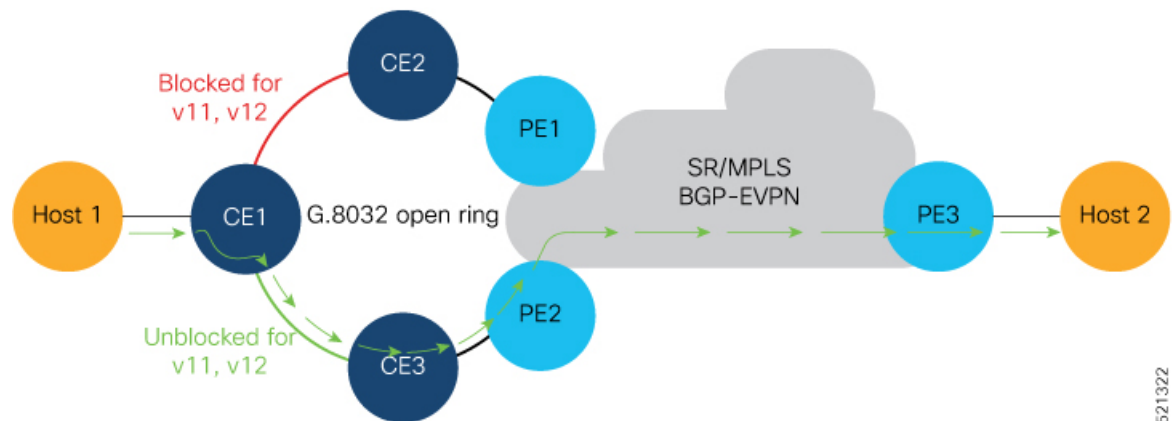 CE2
Blocked for
v11, v12
PE1
SR/MPLS
BGP-EVPN
Host 1
CE1
G.8032 open ring
PE3
Host 2
PE2
Unblocked for
v11, v12
CE3
521322